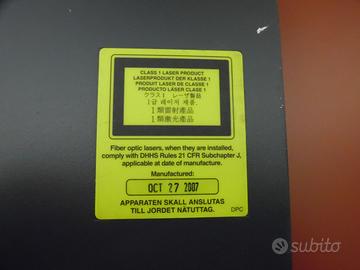 CLASS 1 LASER PRODUCT
LASERPRODUKT DER KLASSE 1
PRODUIT LASER DE CLASSE 1
PRODUCTO LÁSER CLASE 1
クラス1 レーザ製品
1급 레이저 제품.
1類雷射產品
1類激光產品
Fiber optic lasers, when they are installed,
comply with DHHS Rules 21 CFR Subchapter J,
applicable at date of manufacture.
Manufactured:
OCT 27 2007
APPARATEN SKALL ANSLUTAS
TILL JORDET NÄTUTTAG.
DPC
subito